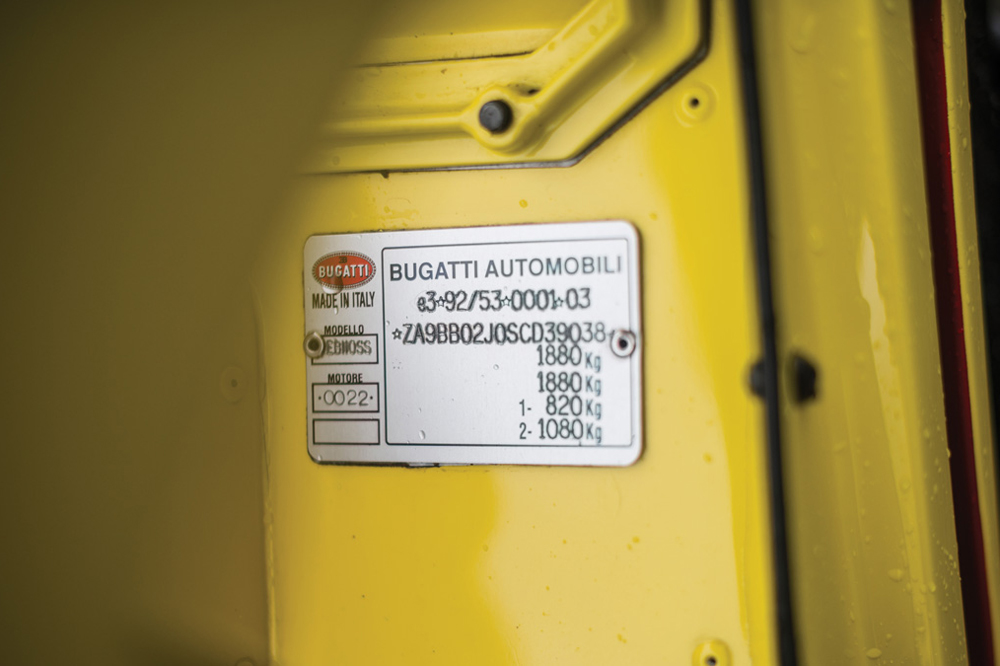 BUGATTI
MADE IN ITALY
MODELLO
EB110SS
MOTORE
·0022·
BUGATTI AUTOMOBILI
e3☆92/53☆0001☆03
☆ZA9BB02J0SCD39038
1880 Kg
1880 Kg
1- 820 Kg
2- 1080 Kg